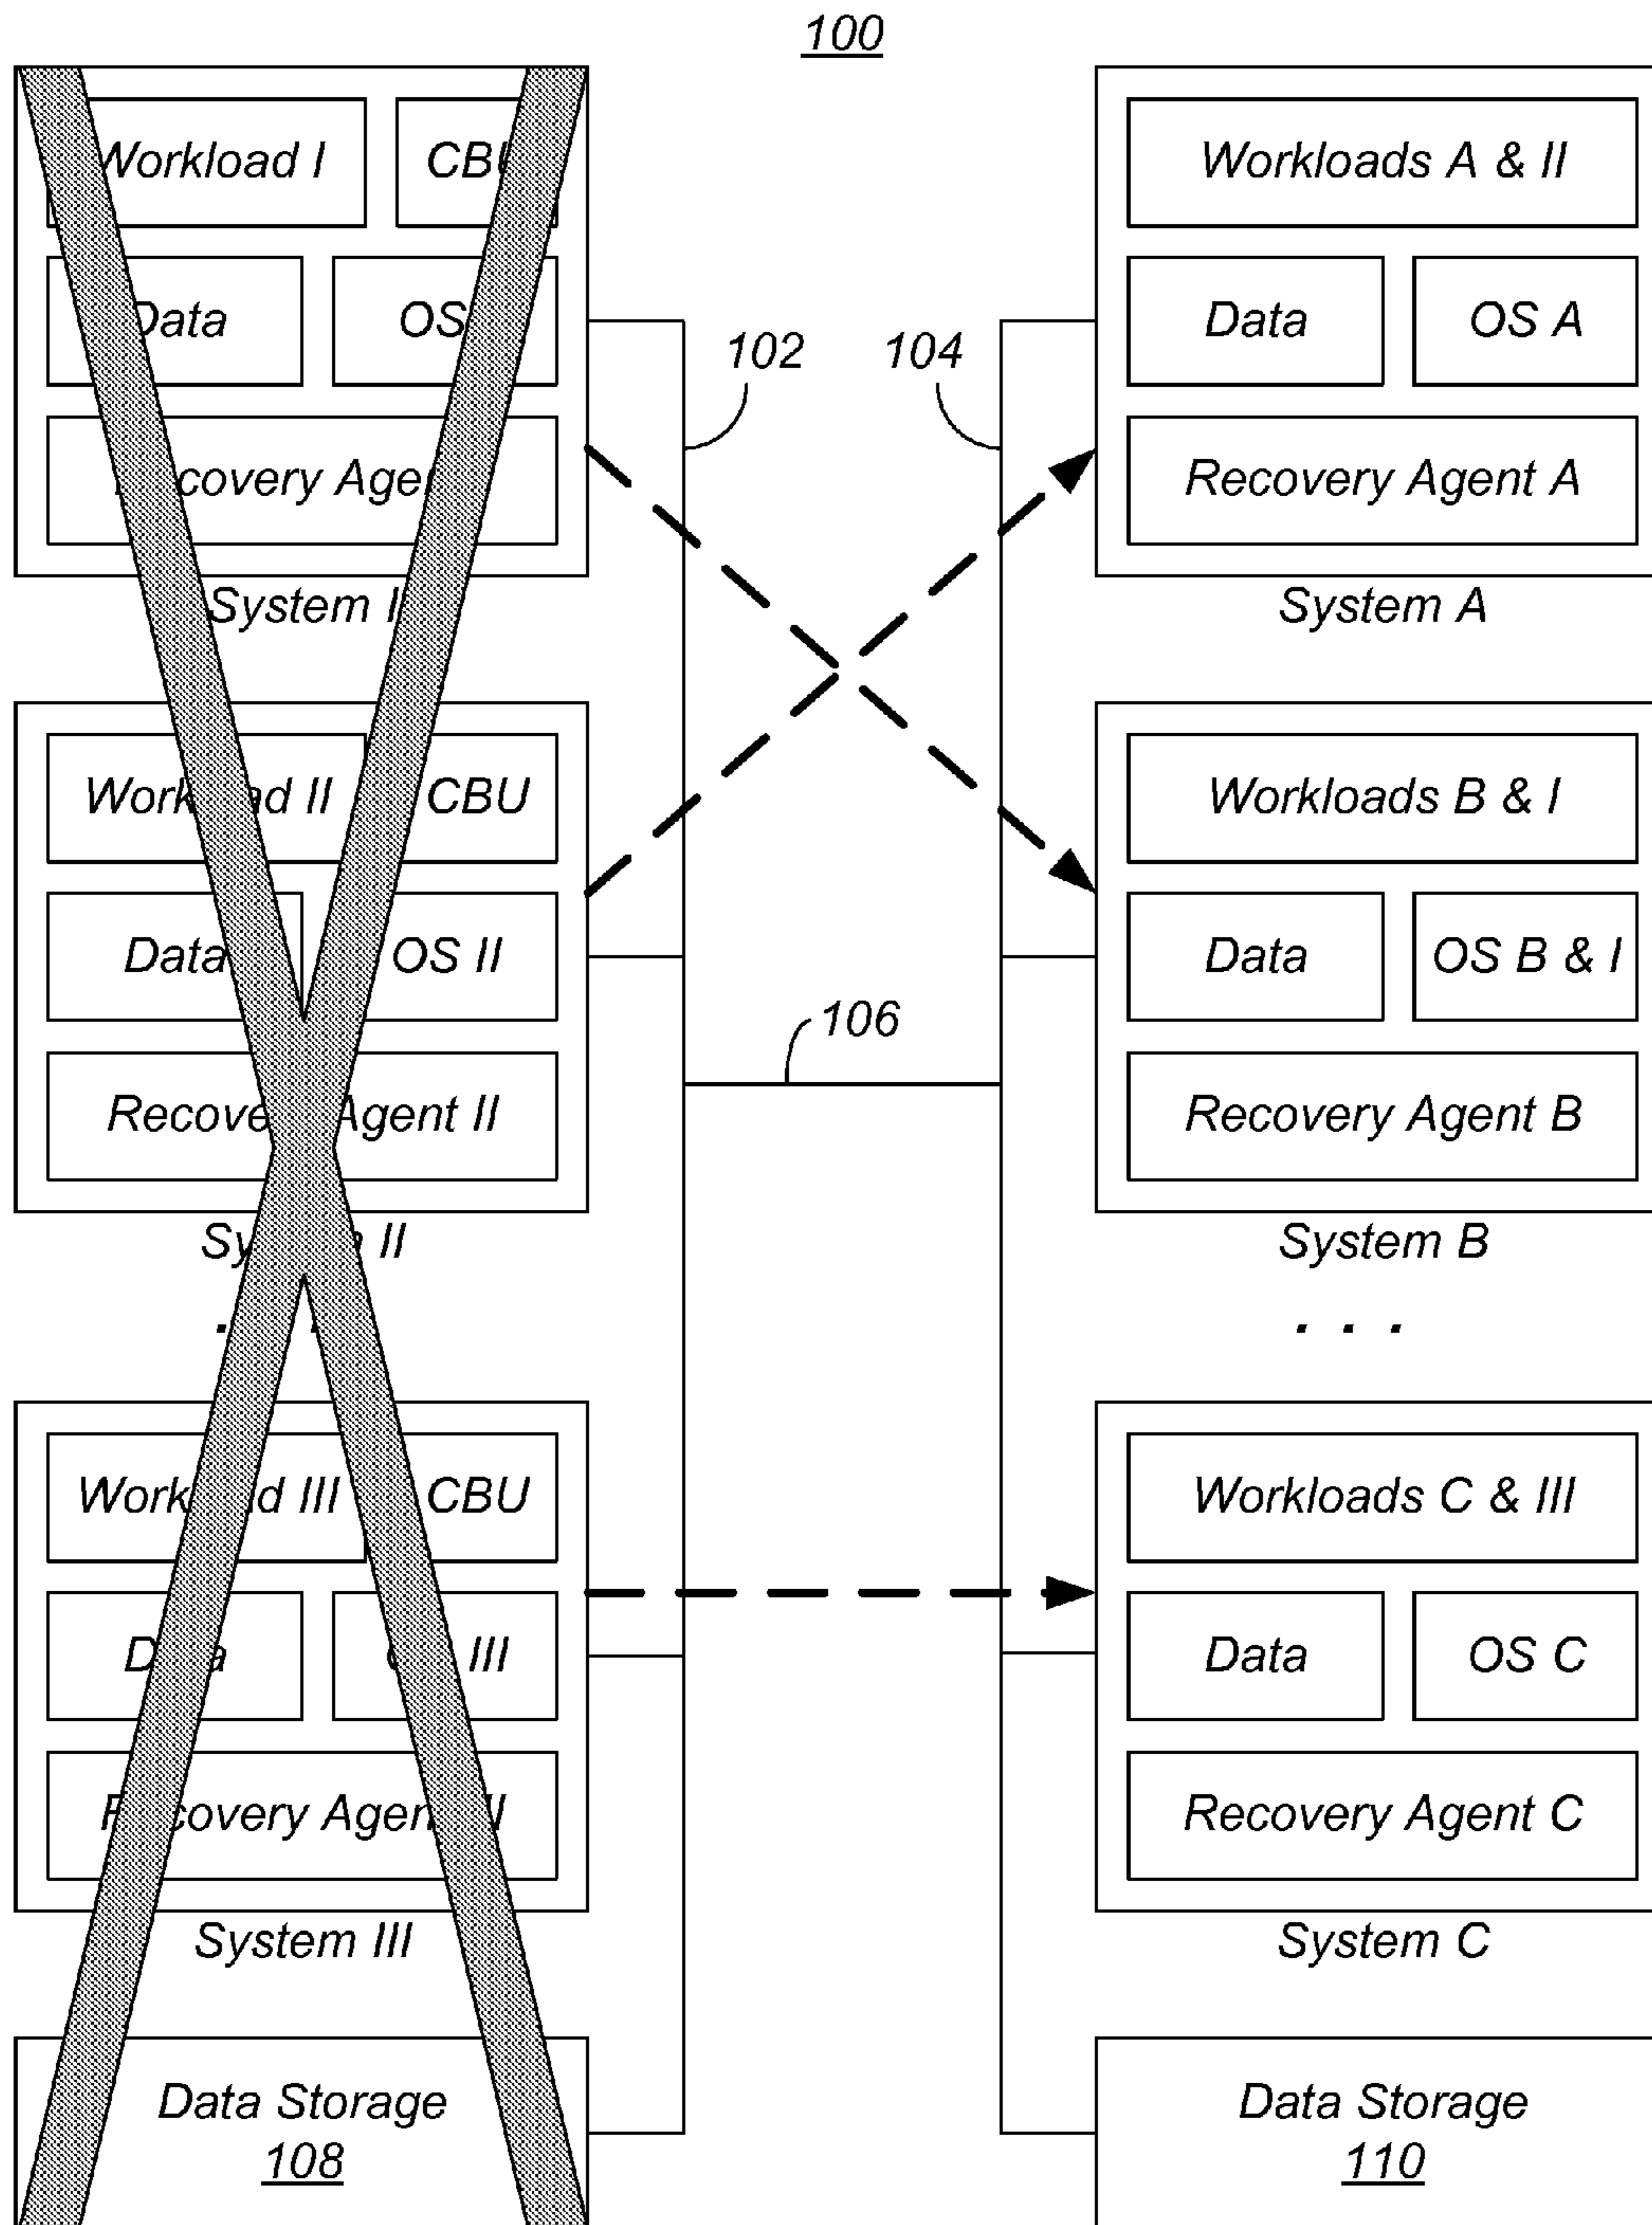 100
Workload I
CBU
Data
OS
Recovery Agent
System I
102
104
Workloads A & II
Data
OS A
Recovery Agent A
System A
Workload II
CBU
Data
OS II
Recovery Agent II
System II
106
Workloads B & I
Data
OS B & I
Recovery Agent B
System B
. . .
Workload III
CBU
Data
III
Recovery Agent
System III
Workloads C & III
Data
OS C
Recovery Agent C
System C
Data Storage
108
Data Storage
110